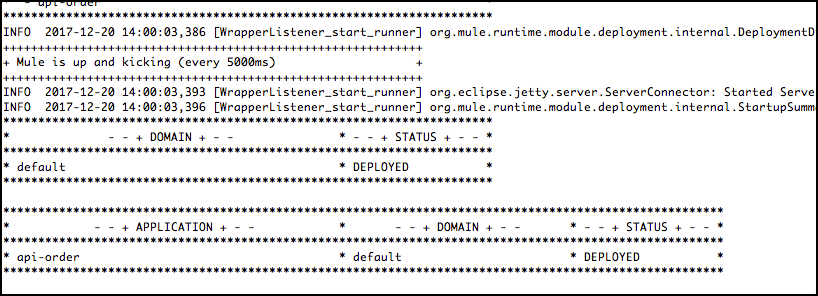 - api-order
**********************************************************************
INFO  2017-12-20 14:00:03,386 [WrapperListener_start_runner] org.mule.runtime.module.deployment.internal.DeploymentD
++++++++++++++++++++++++++++++++++++++++++++++++++++++++++++
+ Mule is up and kicking (every 5000ms)                    +
++++++++++++++++++++++++++++++++++++++++++++++++++++++++++++
INFO  2017-12-20 14:00:03,393 [WrapperListener_start_runner] org.eclipse.jetty.server.ServerConnector: Started Serve
INFO  2017-12-20 14:00:03,396 [WrapperListener_start_runner] org.mule.runtime.module.deployment.internal.StartupSumm
**********************************************************************
*              - - + DOMAIN + - -               * - - + STATUS + - - *
**********************************************************************
* default                                       * DEPLOYED           *
**********************************************************************

*******************************************************************************************************
*            - - + APPLICATION + - -            *       - - + DOMAIN + - -       * - - + STATUS + - - *
*******************************************************************************************************
* api-order                                     * default                        * DEPLOYED           *
*******************************************************************************************************